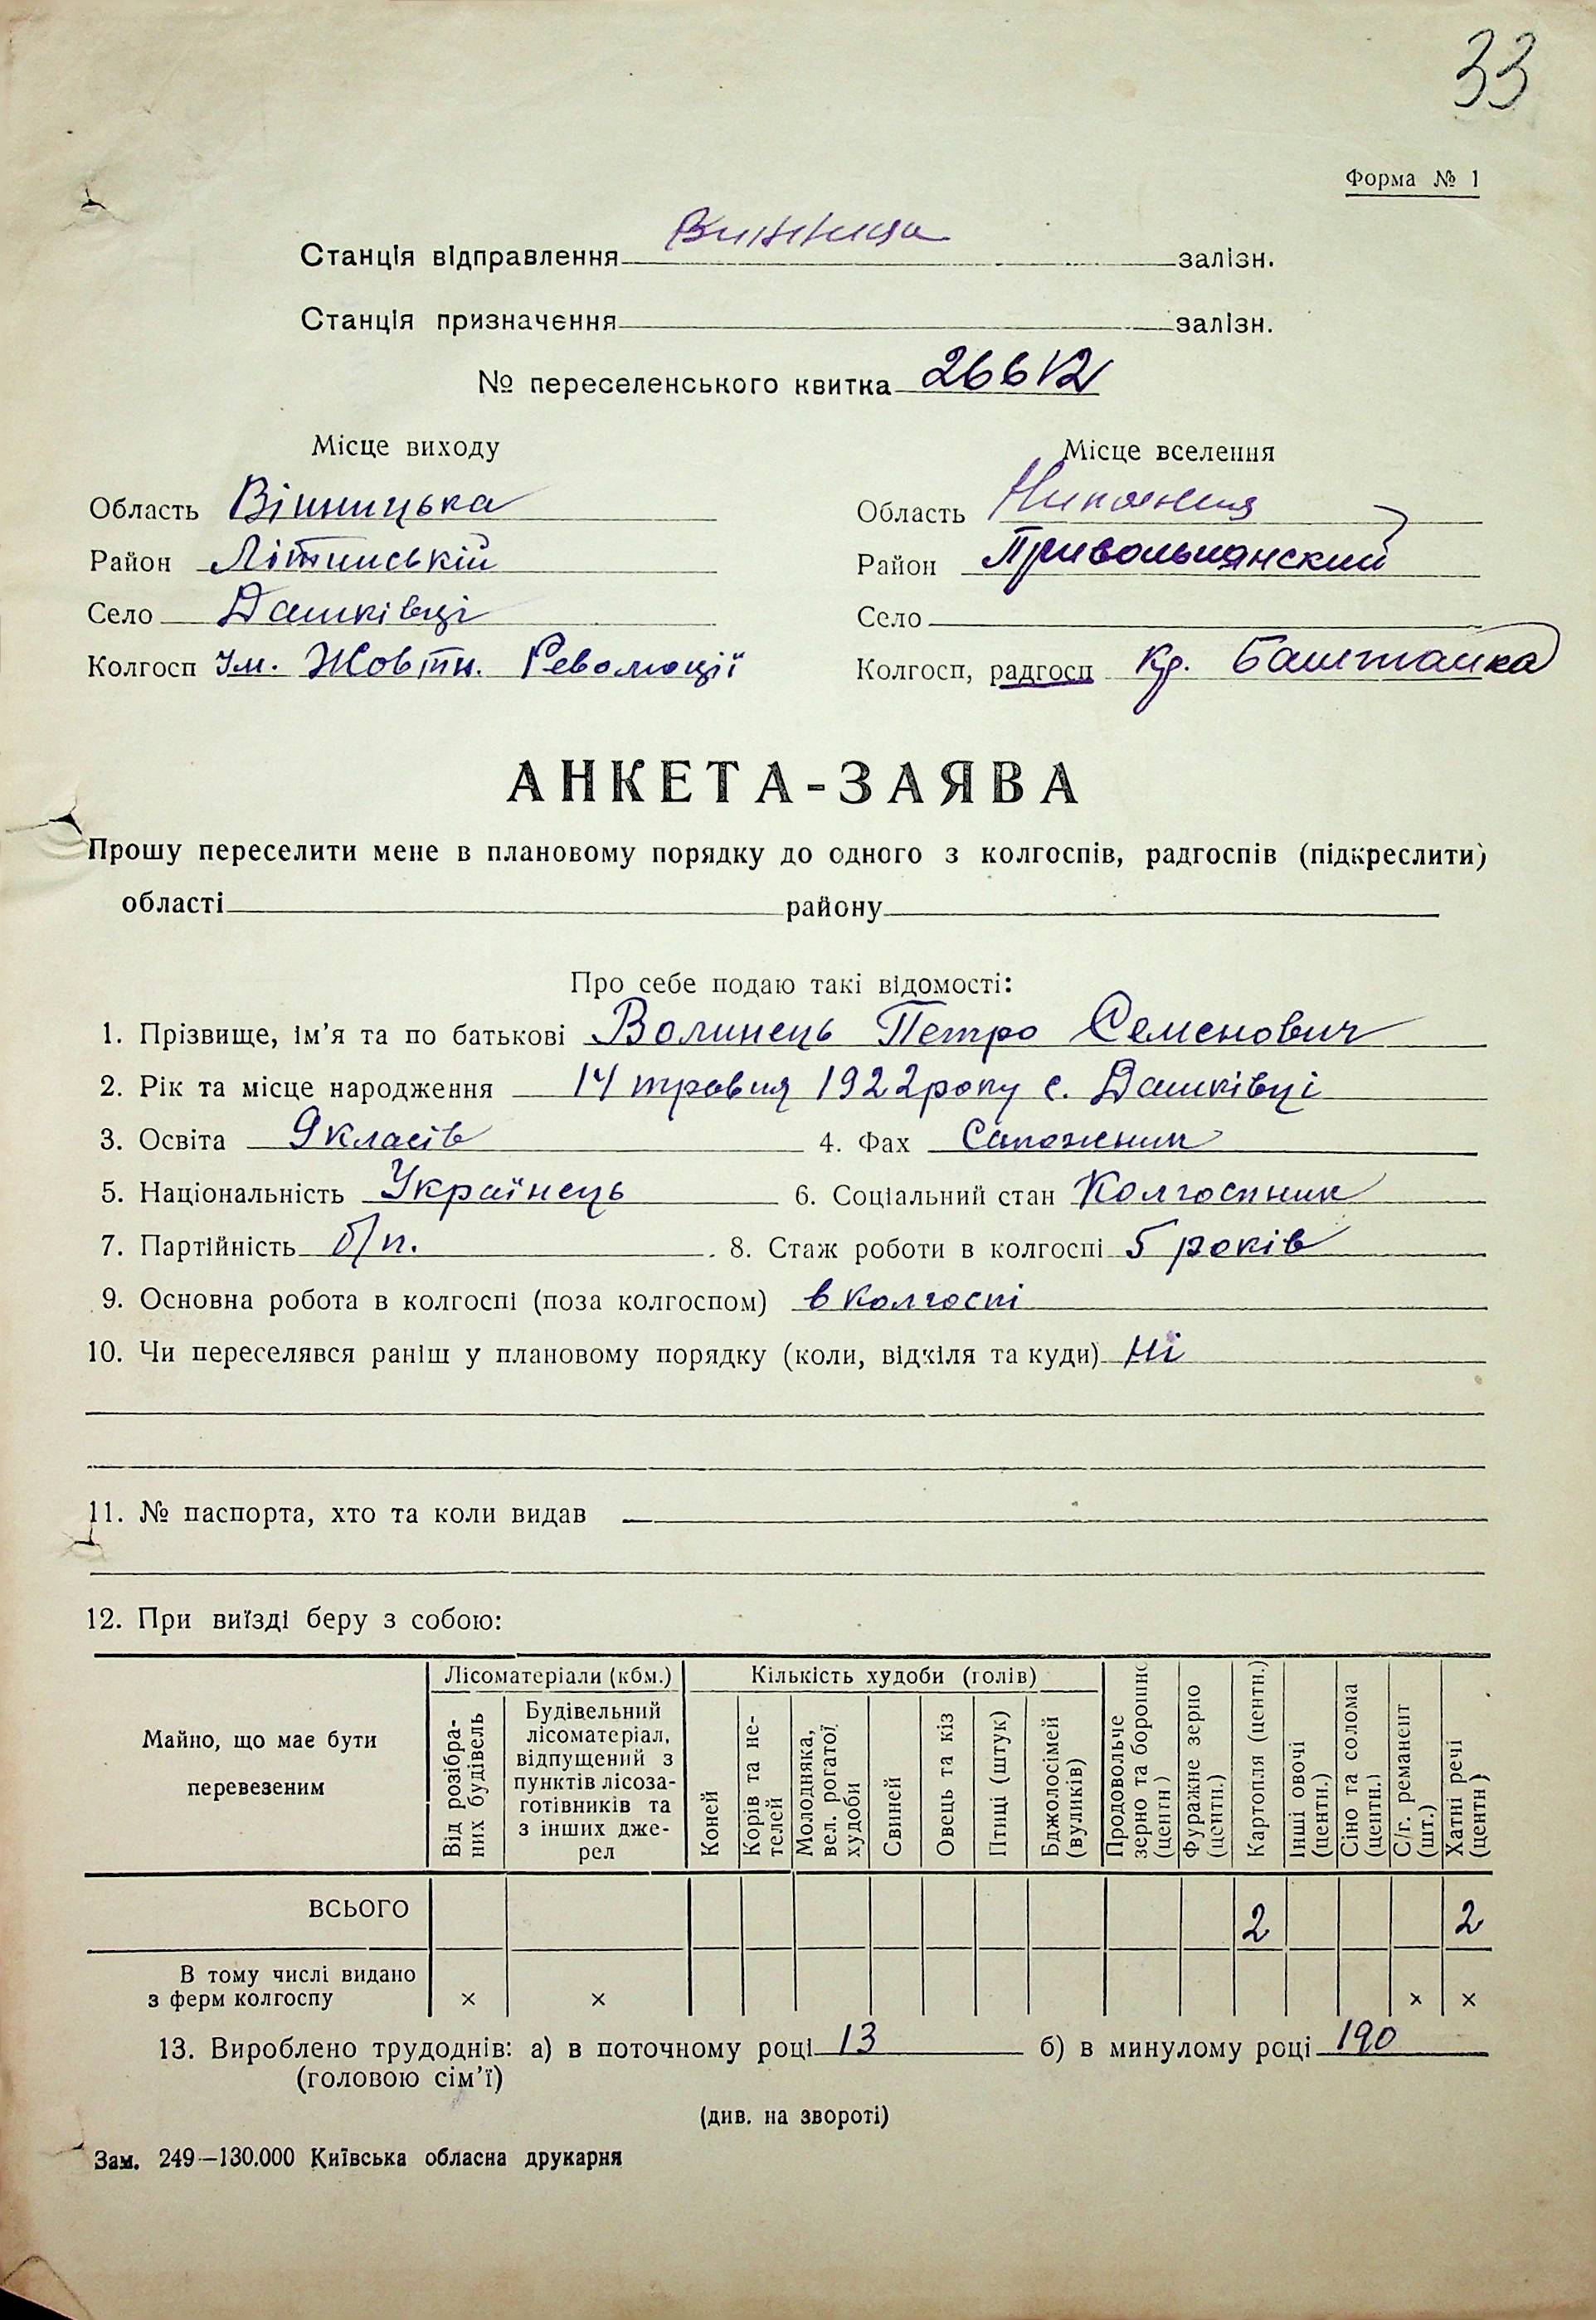 33
Форма № 1
Станція відправлення Винница залізн.
Станція призначення залізн.
№ переселенського квитка 26612
Місце виходу
Місце вселення
Область Вінницька
Область
Район Літинській
Район Привольнянский
Село Дашківці
Село
Колгосп Ім. Жовтн. Революції
Колгосп, радгосп Кр. Баштанка
АНКЕТА-ЗАЯВА
Прошу переселити мене в плановому порядку до одного з колгоспів, радгоспів (підкреслити)
області району
Про себе подаю такі відомості:
1. Прізвище, ім’я та по батькові Волинець Петро Семенович
2. Рік та місце народження 14 травня 1922 року с. Дашківці
3. Освіта 9 класів 4. Фах Сапожник
5. Національність Українець 6. Соціальний стан Колгоспник
7. Партійність б/п. 8. Стаж роботи в колгоспі 5 років
9. Основна робота в колгоспі (поза колгоспом) в колгоспі
10. Чи переселявся раніш у плановому порядку (коли, відкіля та куди) Ні
11. № паспорта, хто та коли видав —
12. При виїзді беру з собою:
Майно, що має бути перевезеним
Лісоматеріали (кбм.)
Від розібраних будівель
Будівельний лісоматеріал, відпущений з пунктів лісозаготівників та з інших джерел
Кількість худоби (голів)
Коней
Корів та нетелей
Молодняка, вел. рогатої худоби
Свиней
Овець та кіз
Птиці (штук)
Бджолосімей (вуликів)
Продовольче зерно та борошно (центн)
Фуражне зерно (центн.)
Картопля (центн.)
Інші овочі (центн.)
Сіно та солома (центн.)
С/г. реманент (шт.)
Хатні речі (центн)
ВСЬОГО 2 2
В тому числі видано
з ферм колгоспу × × × ×
13. Вироблено трудоднів: а) в поточному році 13 б) в минулому році 190
(головою сім’ї)
(див. на звороті)
Зам. 249—130.000 Київська обласна друкарня